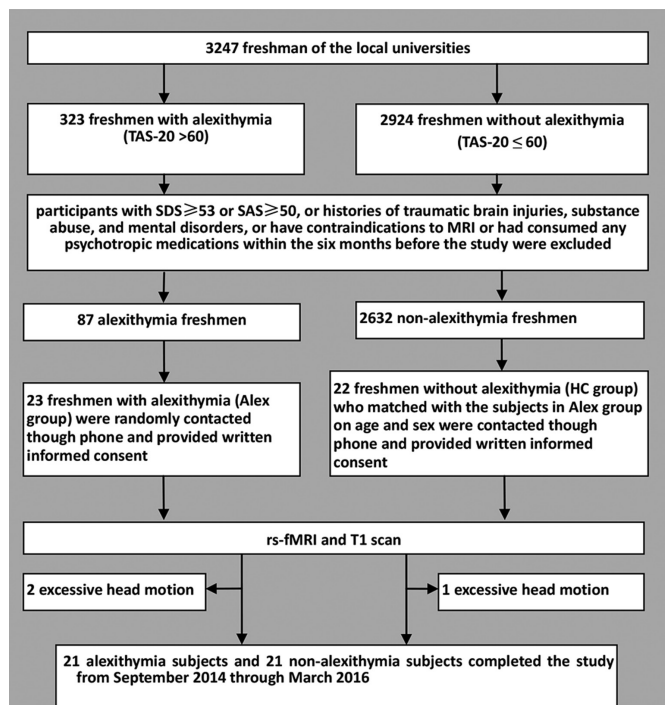 3247 freshman of the local universities
323 freshmen with alexithymia
(TAS-20 >60)
2924 freshmen without alexithymia
(TAS-20 ≤ 60)
participants with SDS≥53 or SAS≥50, or histories of traumatic brain injuries, substance
abuse, and mental disorders, or have contraindications to MRI or had consumed any
psychotropic medications within the six months before the study were excluded
87 alexithymia freshmen
2632 non-alexithymia freshmen
23 freshmen with alexithymia (Alex
group) were randomly contacted
though phone and provided written
informed consent
22 freshmen without alexithymia (HC group)
who matched with the subjects in Alex group
on age and sex were contacted though
phone and provided written informed
consent
rs-fMRI and T1 scan
2 excessive head motion
1 excessive head motion
21 alexithymia subjects and 21 non-alexithymia subjects completed the study
from September 2014 through March 2016